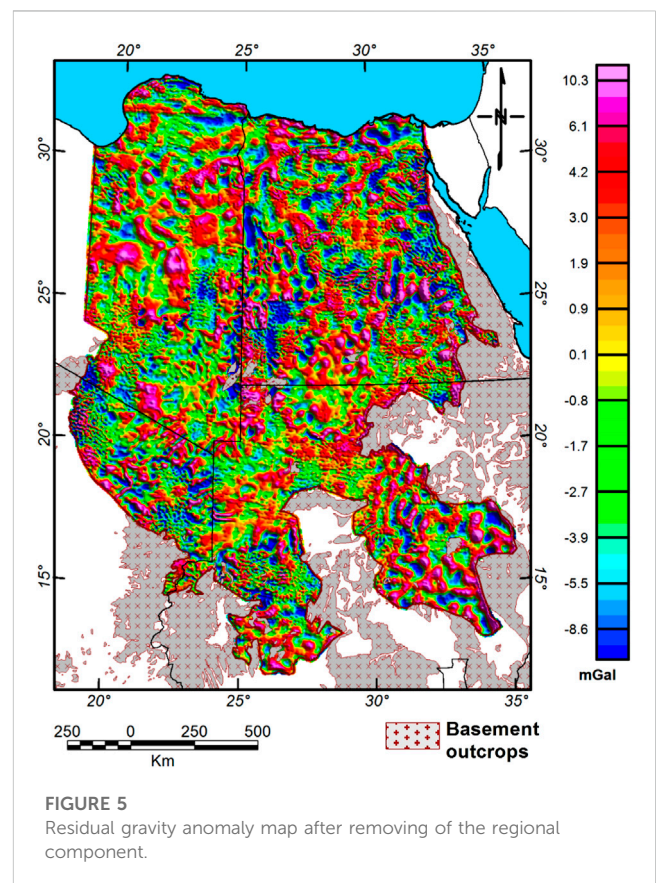 20° 25° 30° 35°
30° 30°
25° 25°
20° 20°
15° 15°
20° 25° 30° 35°
N
10.3
6.1
4.2
3.0
1.9
0.9
0.1
-0.8
-1.7
-2.7
-3.9
-5.5
-8.6
mGal
250 0 250 500
Km
Basement
outcrops
FIGURE 5
Residual gravity anomaly map after removing of the regional
component.